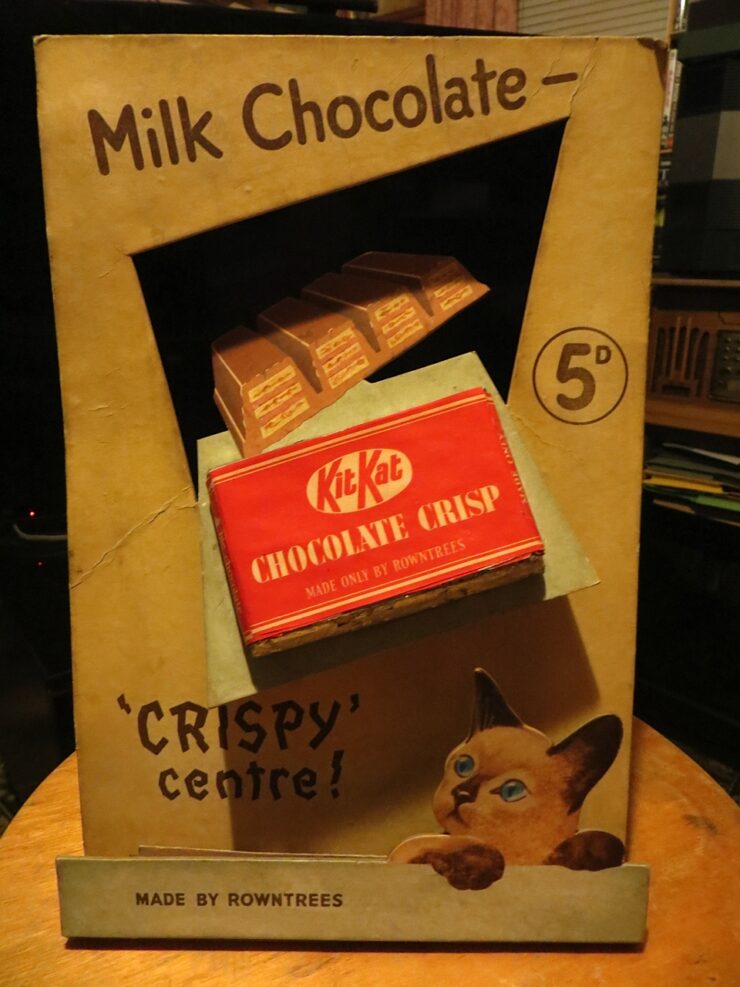 Milk Chocolate –
5D
KitKat
CHOCOLATE CRISP
MADE ONLY BY ROWNTREES
'CRISPY'
centre!
MADE BY ROWNTREES